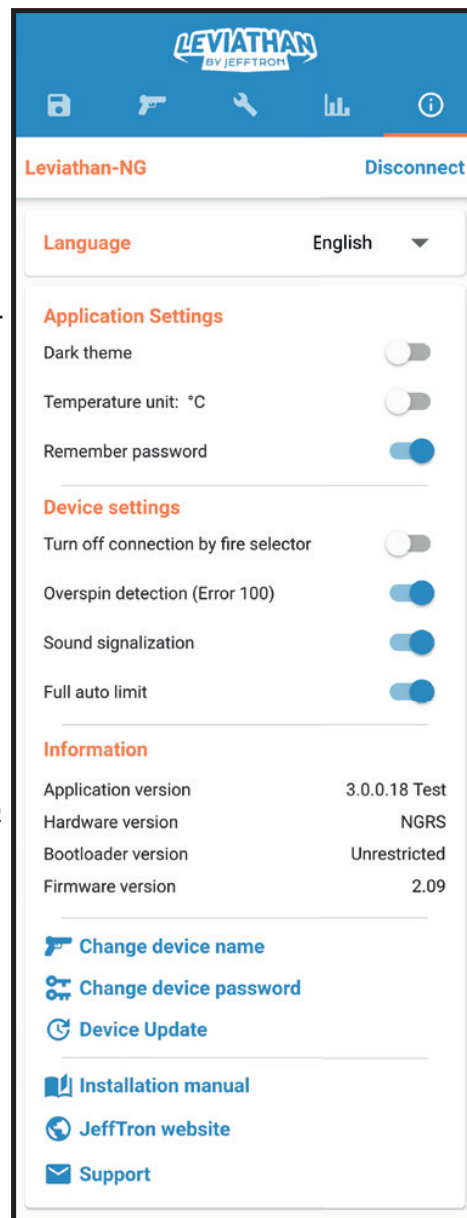 LEVIATHAN
BY JEFFTRON
Leviathan-NG Disconnect
Language English
Application Settings
Dark theme
Temperature unit: °C
Remember password
Device settings
Turn off connection by fire selector
Overspin detection (Error 100)
Sound signalization
Full auto limit
Information
Application version 3.0.0.18 Test
Hardware version NGRS
Bootloader version Unrestricted
Firmware version 2.09
Change device name
Change device password
Device Update
Installation manual
JeffTron website
Support